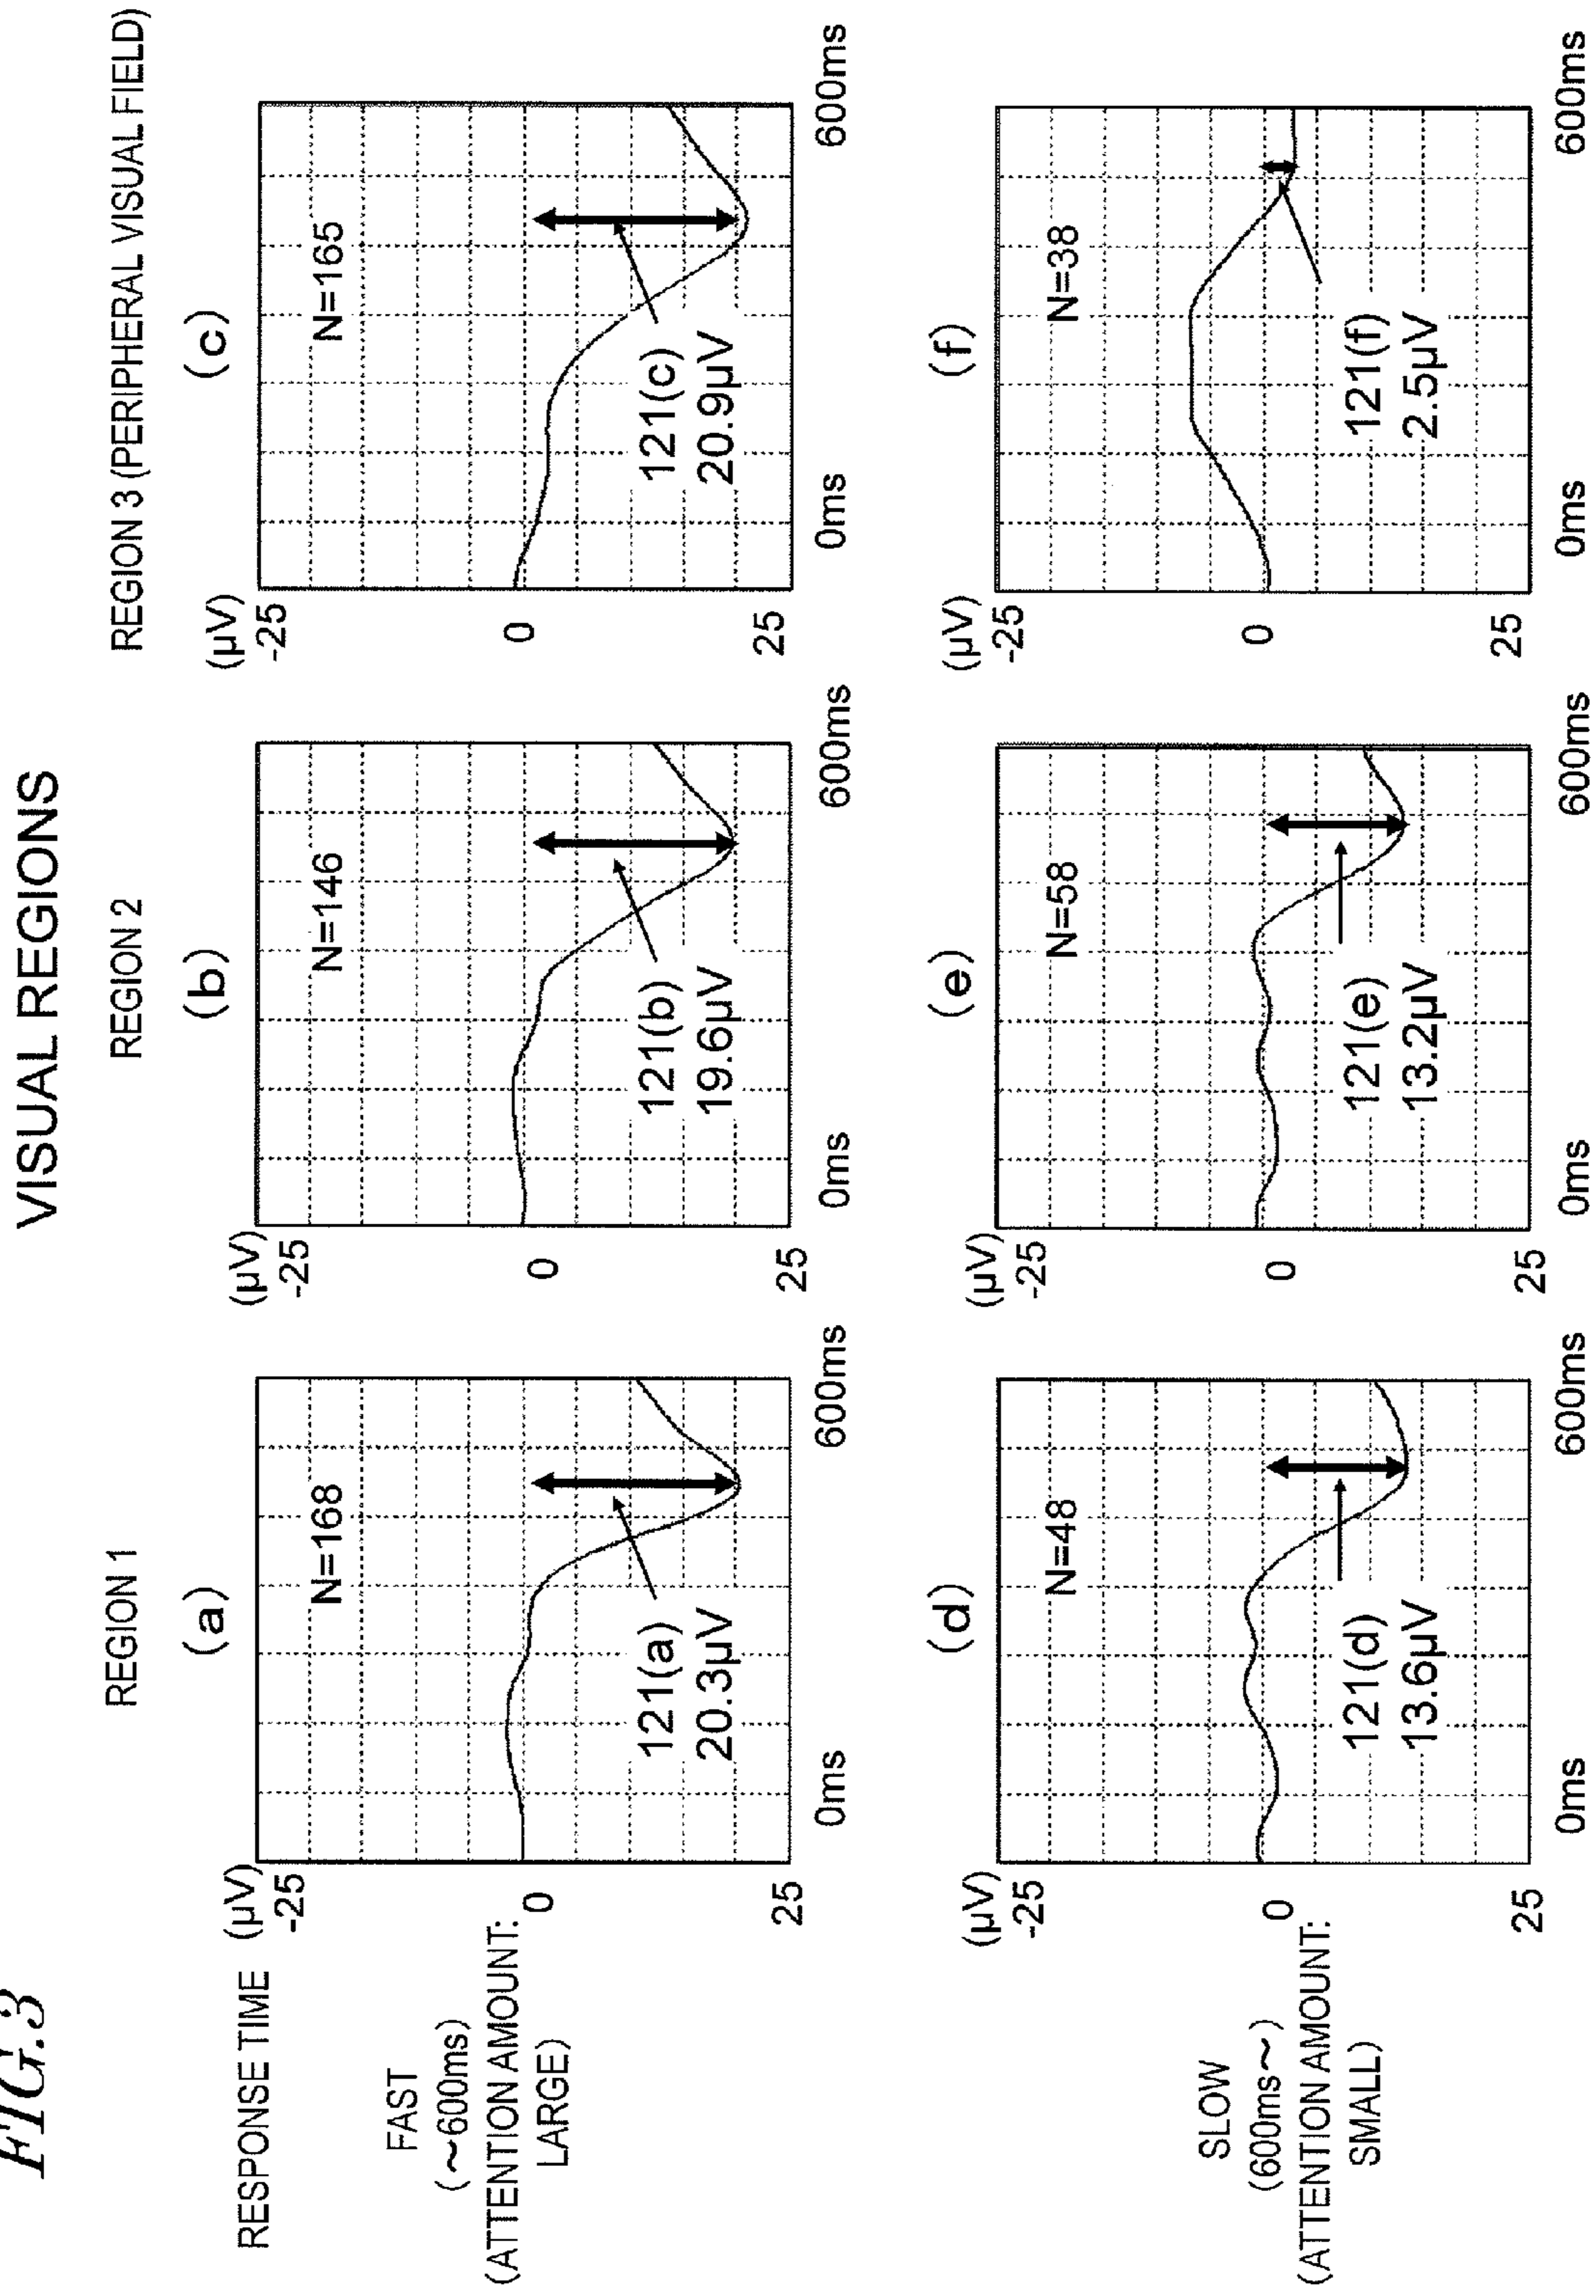 FIG.3
VISUAL REGIONS
REGION 1
REGION 2
REGION 3 (PERIPHERAL VISUAL FIELD)
RESPONSE TIME
FAST
(~600ms)
(ATTENTION AMOUNT:
LARGE)
(a)
(μV)
-25
0
25
N=168
121(a)
20.3μV
0ms
600ms
(b)
(μV)
-25
0
25
N=146
121(b)
19.6μV
0ms
600ms
(c)
(μV)
-25
0
25
N=165
121(c)
20.9μV
0ms
600ms
SLOW
(600ms~)
(ATTENTION AMOUNT:
SMALL)
(d)
(μV)
-25
0
25
N=48
121(d)
13.6μV
0ms
600ms
(e)
(μV)
-25
0
25
N=58
121(e)
13.2μV
0ms
600ms
(f)
(μV)
-25
0
25
N=38
121(f)
2.5μV
0ms
600ms